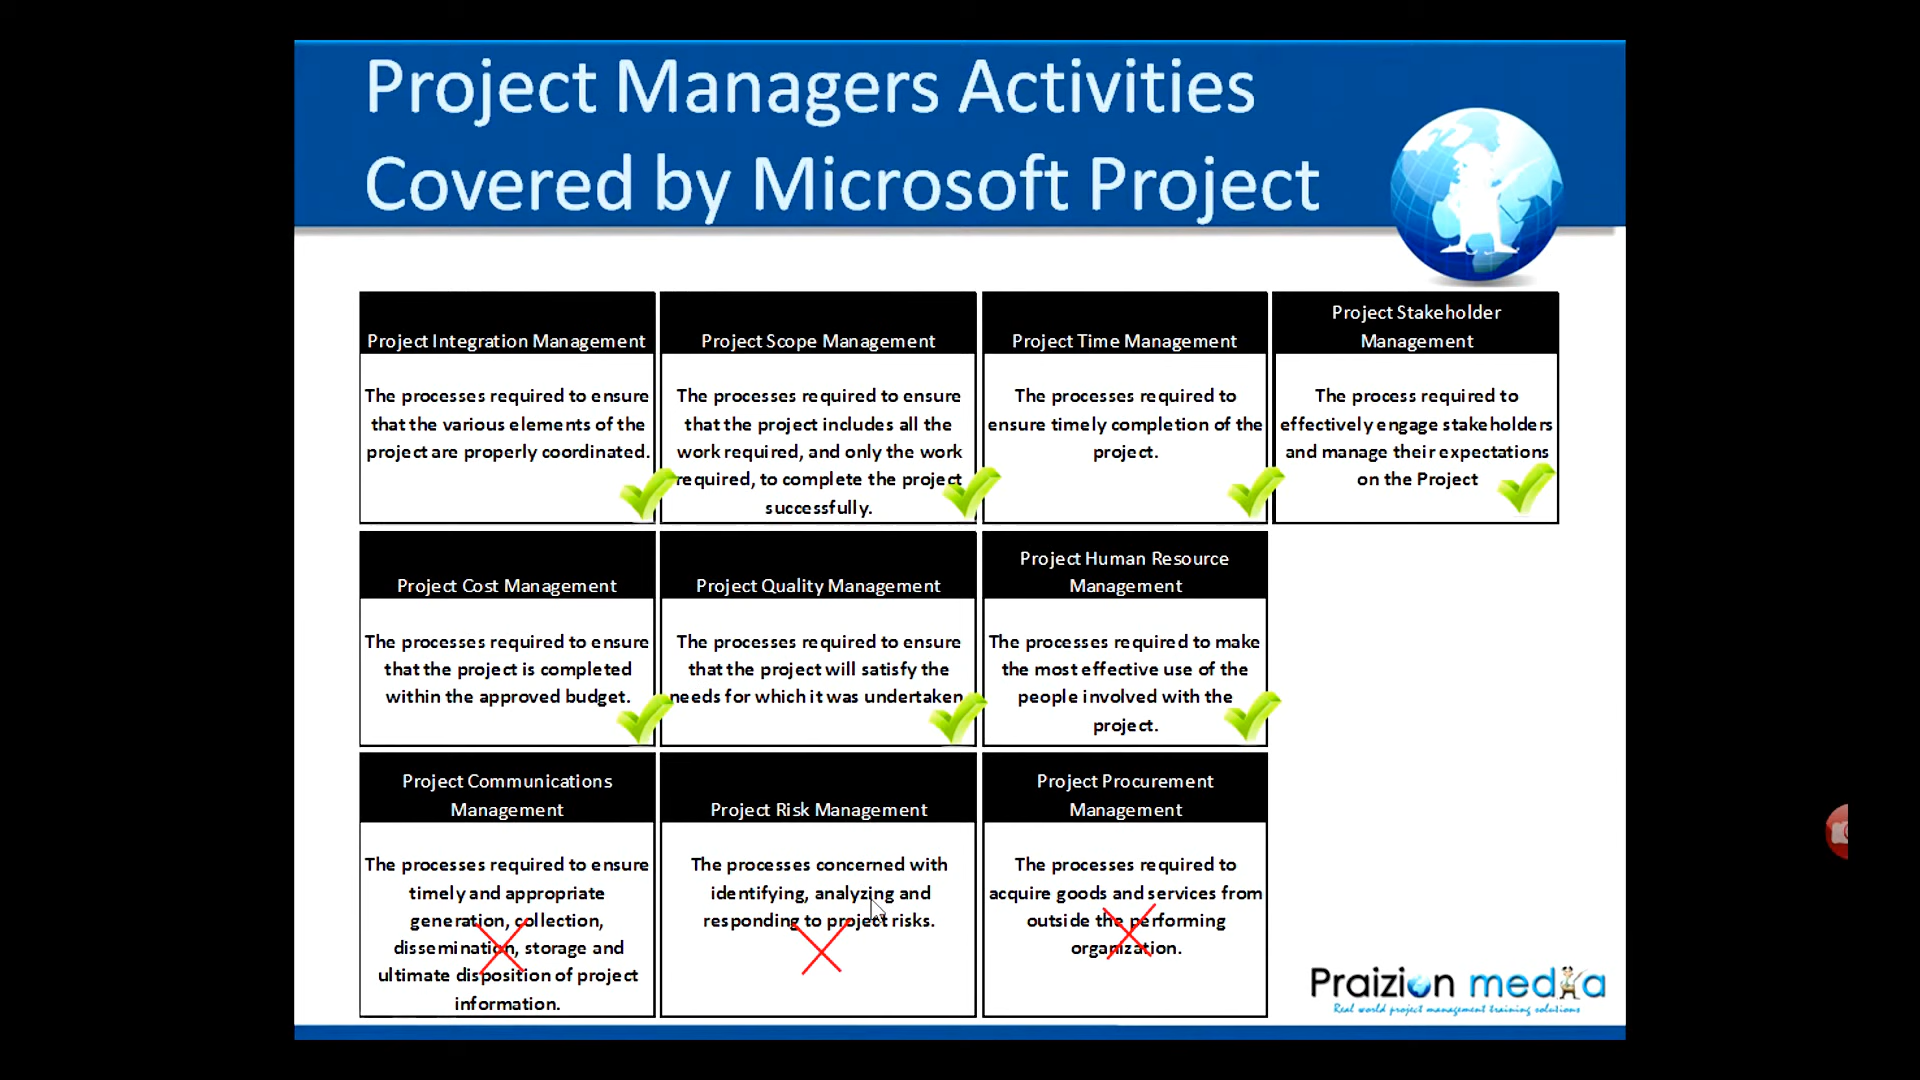 Project Managers Activities
Covered by Microsoft Project
Project Integration Management
The processes required to ensure
that the various elements of the
project are properly coordinated.
Project Scope Management
The processes required to ensure
that the project includes all the
work required, and only the work
required, to complete the project
successfully.
Project Time Management
The processes required to
ensure timely completion of the
project.
Project Stakeholder
Management
The process required to
effectively engage stakeholders
and manage their expectations
on the Project
Project Cost Management
The processes required to ensure
that the project is completed
within the approved budget.
Project Quality Management
The processes required to ensure
that the project will satisfy the
needs for which it was undertaken
Project Human Resource
Management
The processes required to make
the most effective use of the
people involved with the
project.
Project Communications
Management
The processes required to ensure
timely and appropriate
generation, collection,
dissemination, storage and
ultimate disposition of project
information.
Project Risk Management
The processes concerned with
identifying, analyzing and
responding to project risks.
Project Procurement
Management
The processes required to
acquire goods and services from
outside the performing
organization.
Praizion media
Real world project management training solutions